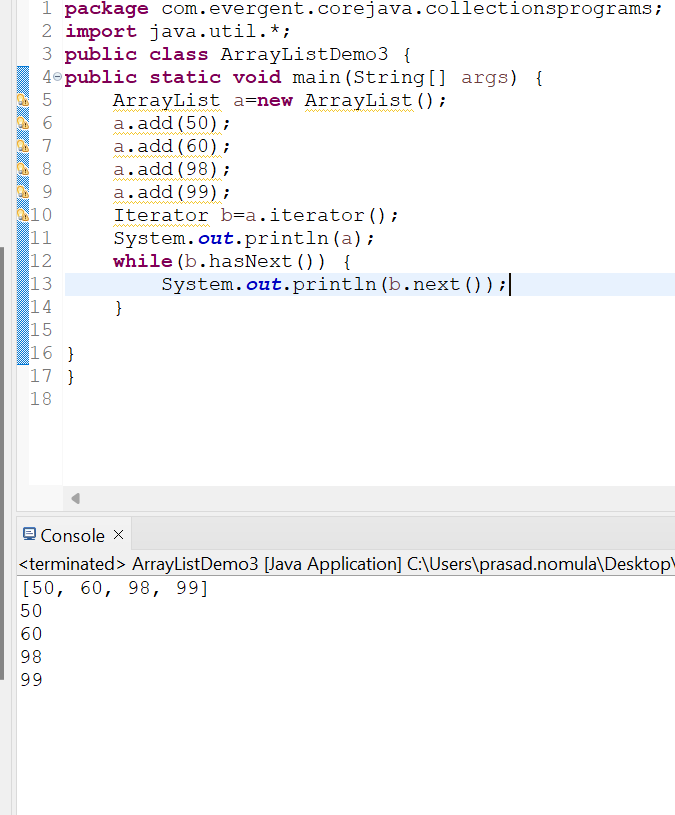 1 package com.evergent.corejava.collectionsprograms;
2 import java.util.*;
3 public class ArrayListDemo3 {
4 public static void main(String[] args) {
5     ArrayList a=new ArrayList();
6     a.add(50);
7     a.add(60);
8     a.add(98);
9     a.add(99);
10     Iterator b=a.iterator();
11     System.out.println(a);
12     while(b.hasNext()) {
13         System.out.println(b.next());
14     }
15
16 }
17 }
18
Console
<terminated> ArrayListDemo3 [Java Application] C:\Users\prasad.nomula\Desktop\
[50, 60, 98, 99]
50
60
98
99